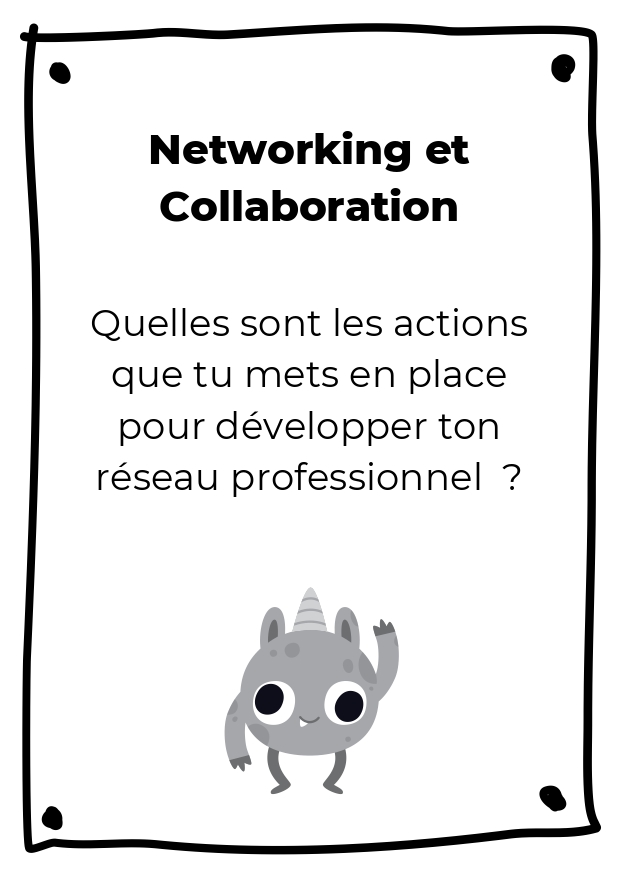 Networking et
Collaboration
Quelles sont les actions
que tu mets en place
pour développer ton
réseau professionnel  ?